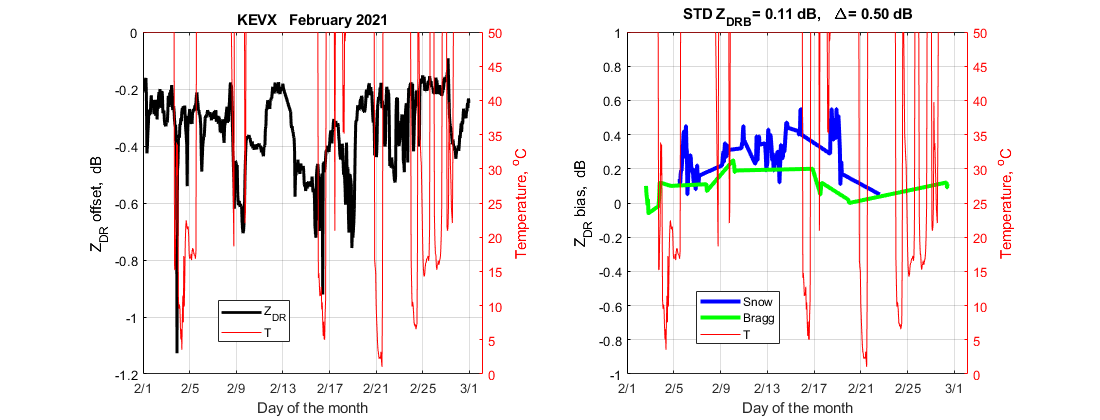 KEVX February 2021
0
-0.2
-0.4
-0.6
-0.8
-1
-1.2
Z_DR offset, dB
50
45
40
35
30
25
20
15
10
5
0
Temperature, °C
Z_DR
T
2/1 2/5 2/9 2/13 2/17 2/21 2/25 3/1
Day of the month
STD Z_DRB = 0.11 dB, Δ = 0.50 dB
1
0.8
0.6
0.4
0.2
0
-0.2
-0.4
-0.6
-0.8
-1
Z_DR bias, dB
50
45
40
35
30
25
20
15
10
5
0
Temperature, °C
Snow
Bragg
T
2/1 2/5 2/9 2/13 2/17 2/21 2/25 3/1
Day of the month